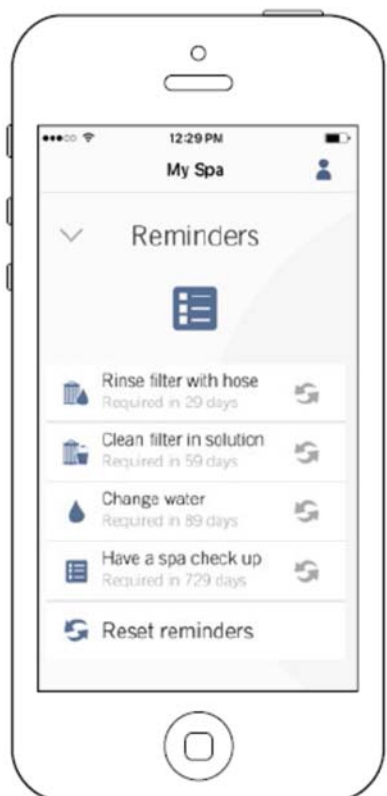 12:29 PM
My Spa
Reminders
Rinse filter with hose
Required in 29 days
Clean filter in solution
Required in 59 days
Change water
Required in 89 days
Have a spa check up
Required in 729 days
Reset reminders